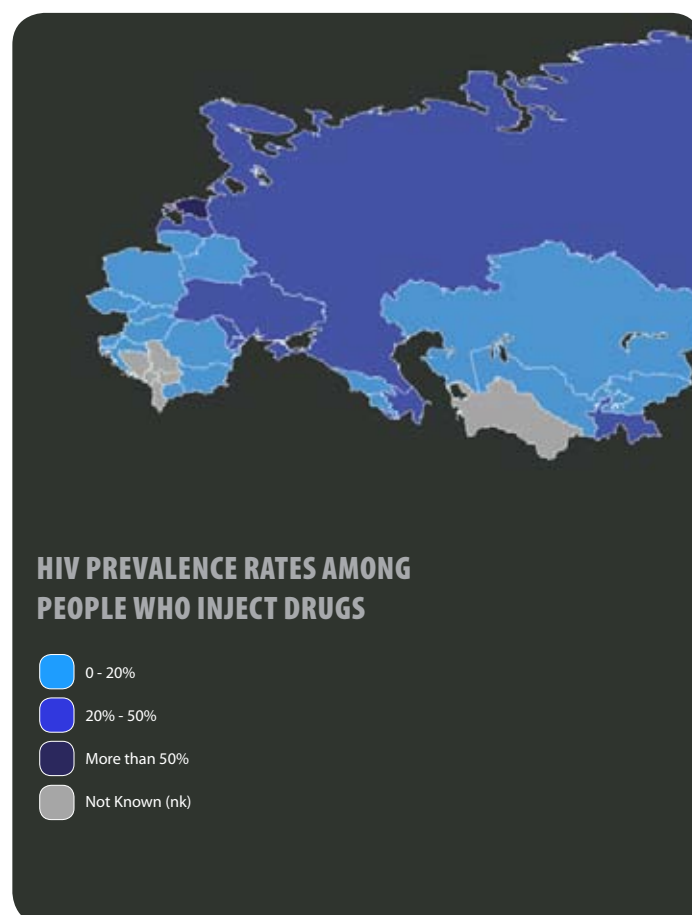 HIV PREVALENCE RATES AMONG
PEOPLE WHO INJECT DRUGS
0 - 20%
20% - 50%
More than 50%
Not Known (nk)